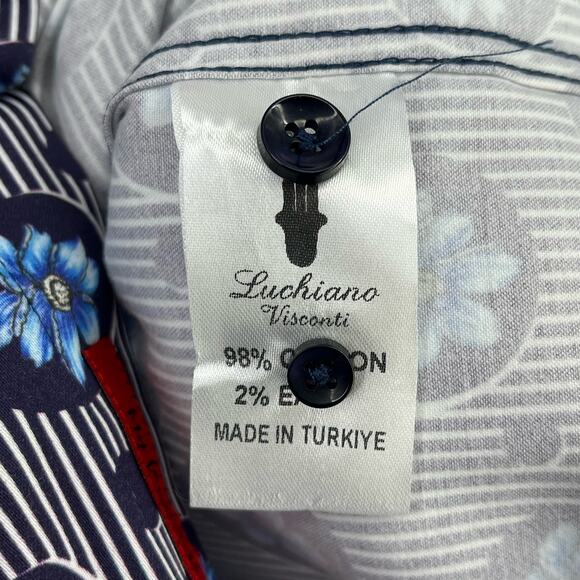 Luchiano
Visconti
98%
2%
MADE IN TURKIYE